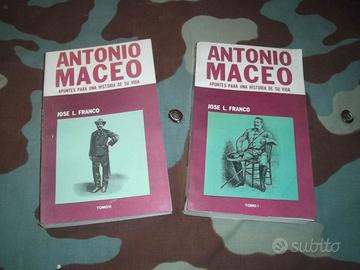 ANTONIO
MACEO
APUNTES PARA UNA HISTORIA DE SU VIDA
JOSE L. FRANCO
ANTONIO
MACEO
APUNTES PARA UNA HISTORIA DE SU VIDA
JOSE L. FRANCO
TOMO I
subito